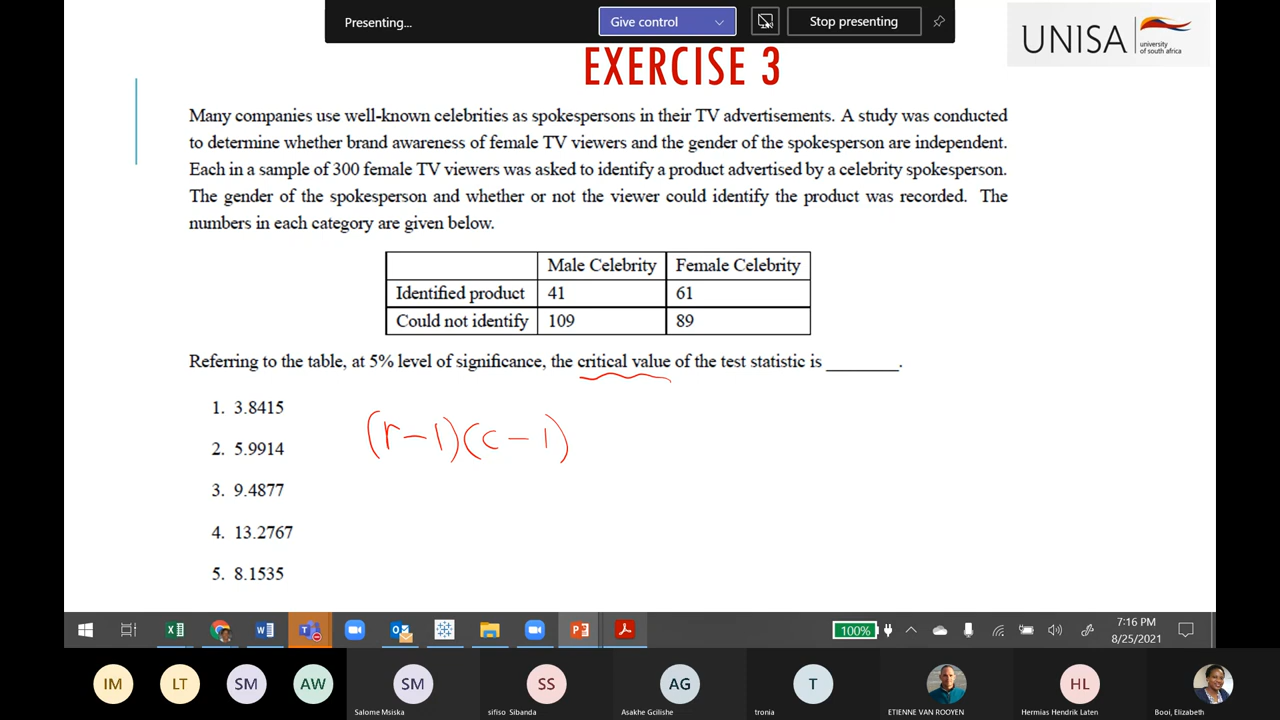 Presenting...
Give control
Stop presenting
UNISA
university
of south africa
EXERCISE 3
Many companies use well-known celebrities as spokespersons in their TV advertisements. A study was conducted
to determine whether brand awareness of female TV viewers and the gender of the spokesperson are independent.
Each in a sample of 300 female TV viewers was asked to identify a product advertised by a celebrity spokesperson.
The gender of the spokesperson and whether or not the viewer could identify the product was recorded. The
numbers in each category are given below.
Male Celebrity Female Celebrity
Identified product 41 61
Could not identify 109 89
Referring to the table, at 5% level of significance, the critical value of the test statistic is ________.
1. 3.8415
2. 5.9914
3. 9.4877
4. 13.2767
5. 8.1535
(r-1)(c-1)
100%
7:16 PM
8/25/2021
IM
LT
SM
AW
SM
SS
AG
T
HL
Salome Msiska
sifiso Sibanda
Asakhe Gcilishe
tronia
ETIENNE VAN ROOYEN
Hermias Hendrik Laten
Booi, Elizabeth